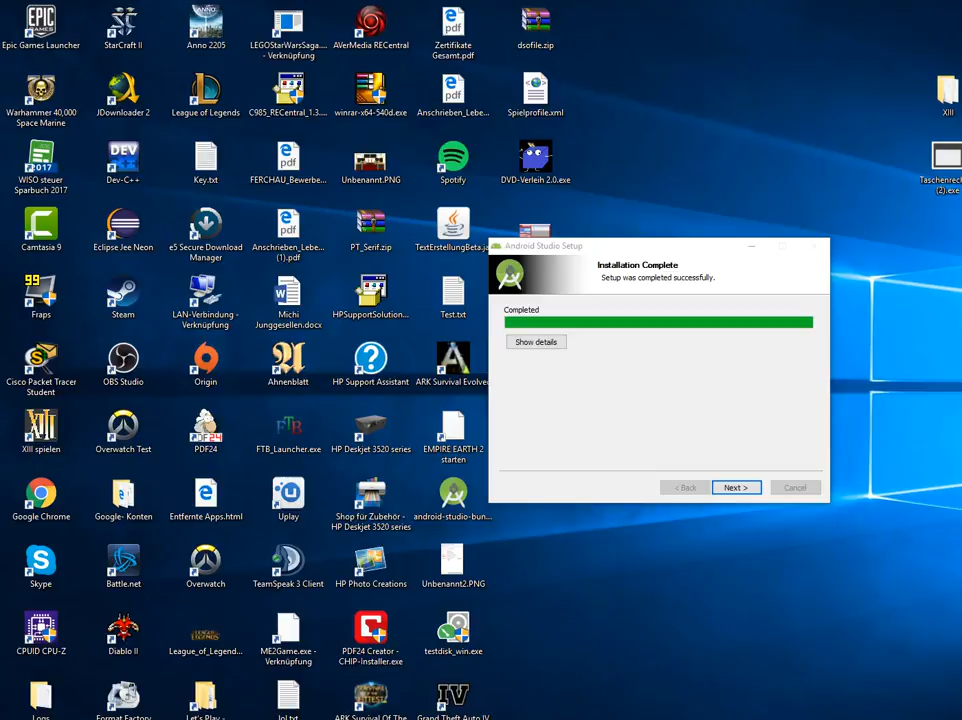 Epic Games Launcher
StarCraft II
Anno 2205
LEGOStarWarsSaga....
- Verknüpfung
AVerMedia RECentral
Zertifikate
Gesamt.pdf
dsofile.zip
Warhammer 40,000
Space Marine
JDownloader 2
League of Legends
C985_RECentral_1.3....
winrar-x64-540d.exe
Anschrieben_Lebe...
Spielprofile.xml
XIII
WISO steuer
Sparbuch 2017
Dev-C++
Key.txt
FERCHAU_Bewerbe...
Unbenannt.PNG
Spotify
DVD-Verleih 2.0.exe
Taschenrech
(2).exe
Camtasia 9
Eclipse Jee Neon
e5 Secure Download
Manager
Anschrieben_Lebe...
(1).pdf
PT_Serif.zip
TextErstellungBeta.ja
Android Studio Setup
Installation Complete
Setup was completed successfully.
Completed
Show details
< Back
Next >
Cancel
Fraps
Steam
LAN-Verbindung -
Verknüpfung
Michi
Junggesellen.docx
HPSupportSolution...
Test.txt
Cisco Packet Tracer
Student
OBS Studio
Origin
Ahnenblatt
HP Support Assistant
ARK Survival Evolved
XIII spielen
Overwatch Test
PDF24
FTB_Launcher.exe
HP Deskjet 3520 series
EMPIRE EARTH 2
starten
Google Chrome
Google- Konten
Entfernte Apps.html
Uplay
Shop für Zubehör -
HP Deskjet 3520 series
android-studio-bun...
Skype
Battle.net
Overwatch
TeamSpeak 3 Client
HP Photo Creations
Unbenannt2.PNG
CPUID CPU-Z
Diablo II
League_of_Legend...
ME2Game.exe -
Verknüpfung
PDF24 Creator -
CHIP-Installer.exe
testdisk_win.exe
Logs
Format Factory
Let's Play -
lol.txt
ARK Survival Of The
Grand Theft Auto IV